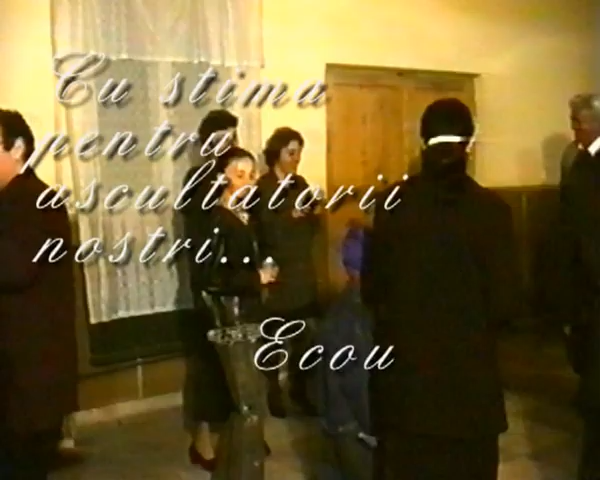 Cu stima
pentru
ascultatorii
nostri...
Ecou